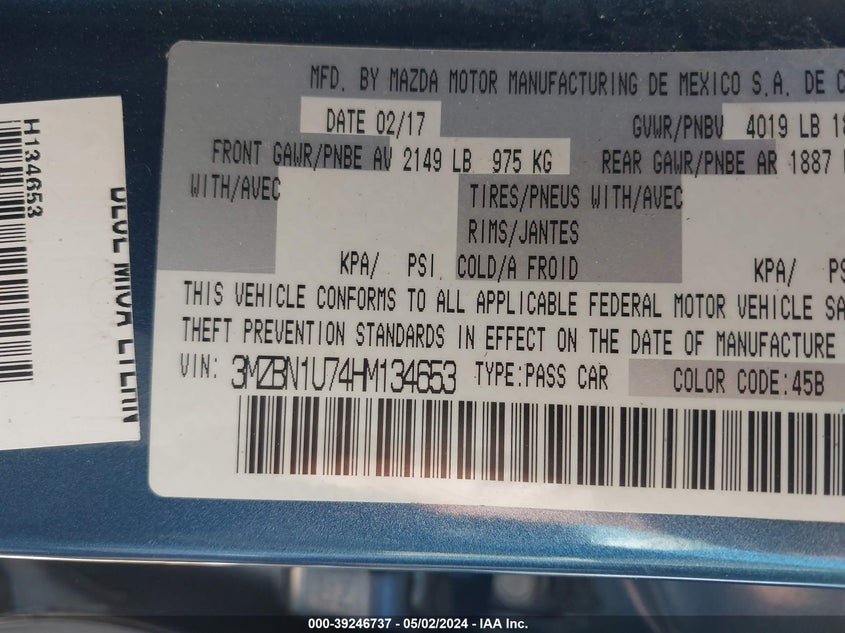 MFD. BY MAZDA MOTOR MANUFACTURING DE MEXICO S.A. DE C
DATE 02/17 GVWR/PNBV 4019 LB 18
FRONT GAWR/PNBE AV 2149 LB 975 KG REAR GAWR/PNBE AR 1887
WITH/AVEC TIRES/PNEUS WITH/AVEC
RIMS/JANTES
KPA/ PSI. COLD/A FROID KPA/ PS
THIS VEHICLE CONFORMS TO ALL APPLICABLE FEDERAL MOTOR VEHICLE SA
THEFT PREVENTION STANDARDS IN EFFECT ON THE DATE OF MANUFACTURE
VIN: 3MZBN1U74HM134653 TYPE:PASS CAR COLOR CODE:45B
H134653
000-39246737 - 05/02/2024 - IAA Inc.